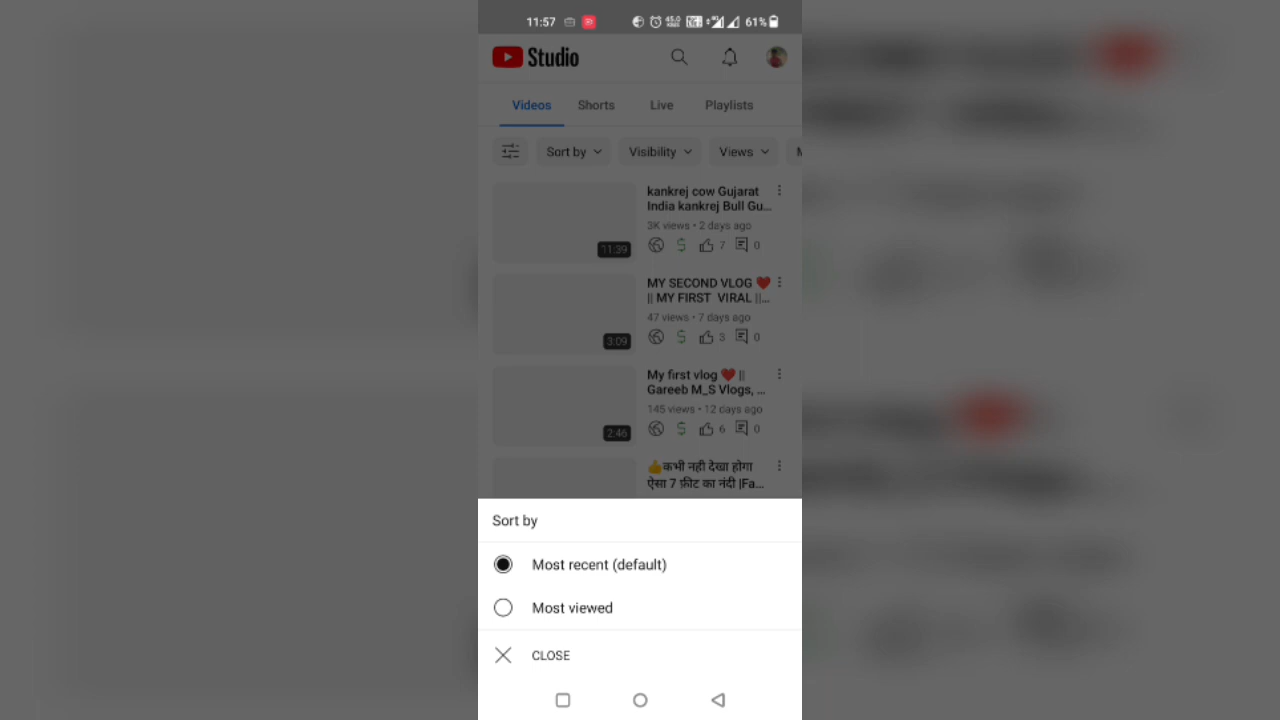 11:57
61%
Studio
Videos Shorts Live Playlists
Sort by Visibility Views M
kankrej cow Gujarat
India kankrej Bull Gu...
3K views • 2 days ago
7 0
11:39
MY SECOND VLOG ❤️
|| MY FIRST VIRAL ||...
47 views • 7 days ago
3 0
3:09
My first vlog ❤️ ||
Gareeb M_S Vlogs, ...
145 views • 12 days ago
6 0
2:46
👍कभी नही देखा होगा
ऐसा 7 फ़ीट का नंदी |Fa...
Sort by
Most recent (default)
Most viewed
CLOSE